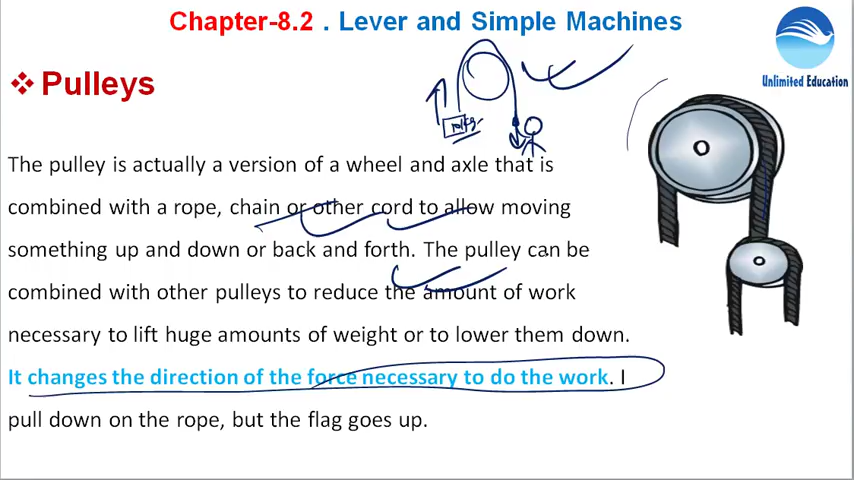 Chapter-8.2 . Lever and Simple Machines
Unlimited Education
❖ Pulleys
The pulley is actually a version of a wheel and axle that is
combined with a rope, chain or other cord to allow moving
something up and down or back and forth. The pulley can be
combined with other pulleys to reduce the amount of work
necessary to lift huge amounts of weight or to lower them down.
It changes the direction of the force necessary to do the work. I
pull down on the rope, but the flag goes up.